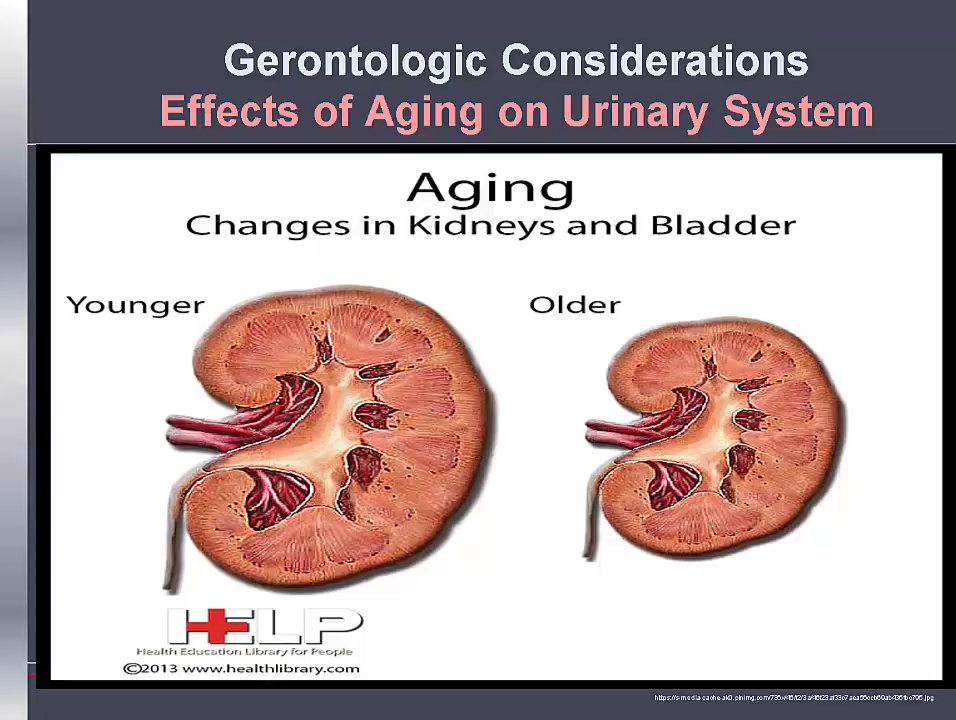 Gerontologic Considerations
Effects of Aging on Urinary System
Aging
Changes in Kidneys and Bladder
Younger
Older
HELP
Health Education Library for People
©2013 www.healthlibrary.com